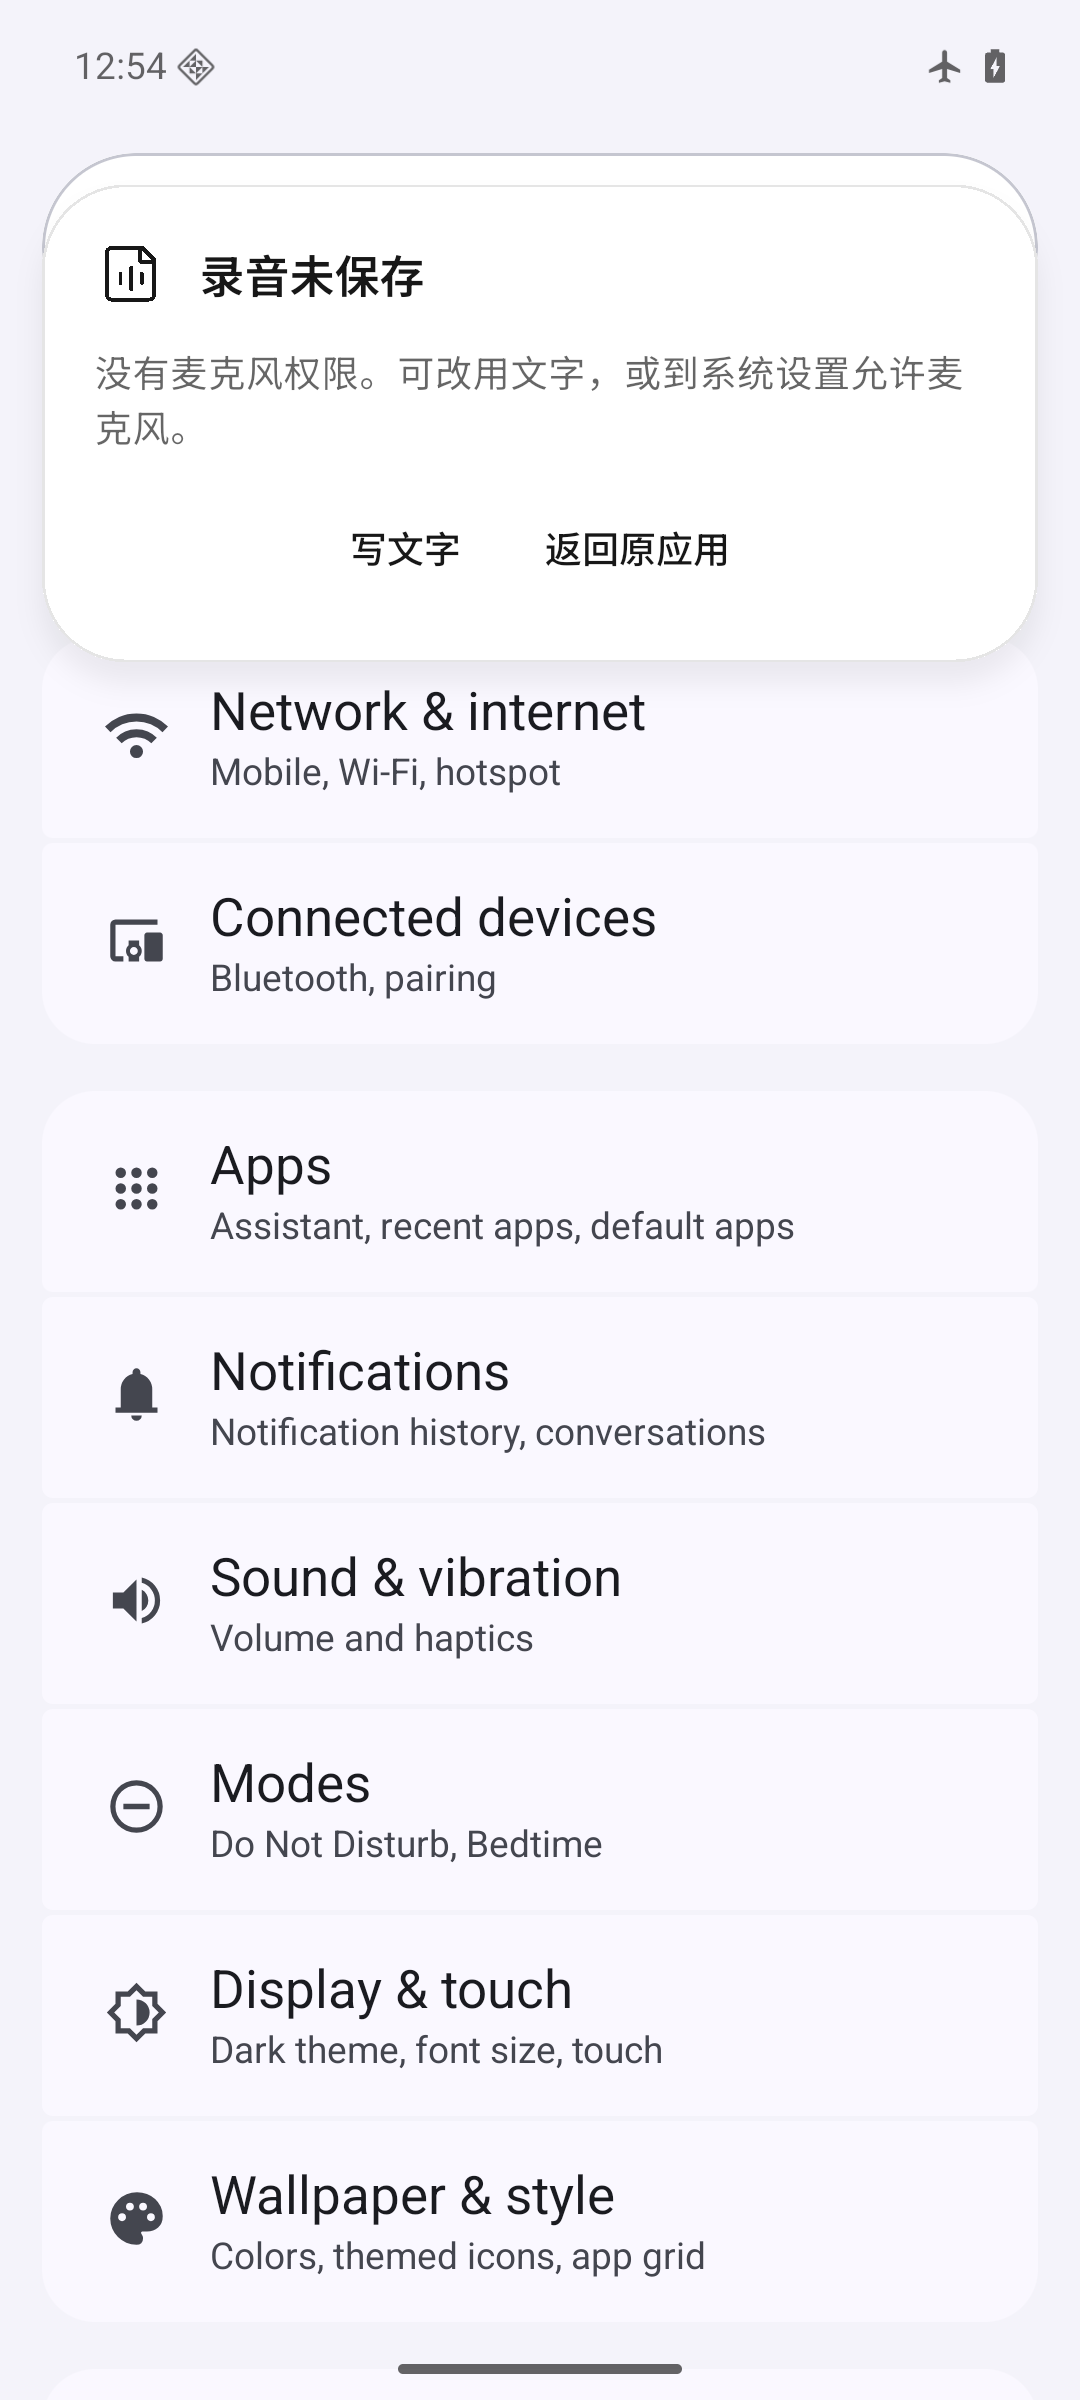 12:54
录音未保存
没有麦克风权限。可改用文字，或到系统设置允许麦
克风。
写文字 返回原应用
Network & internet
Mobile, Wi-Fi, hotspot
Connected devices
Bluetooth, pairing
Apps
Assistant, recent apps, default apps
Notifications
Notification history, conversations
Sound & vibration
Volume and haptics
Modes
Do Not Disturb, Bedtime
Display & touch
Dark theme, font size, touch
Wallpaper & style
Colors, themed icons, app grid